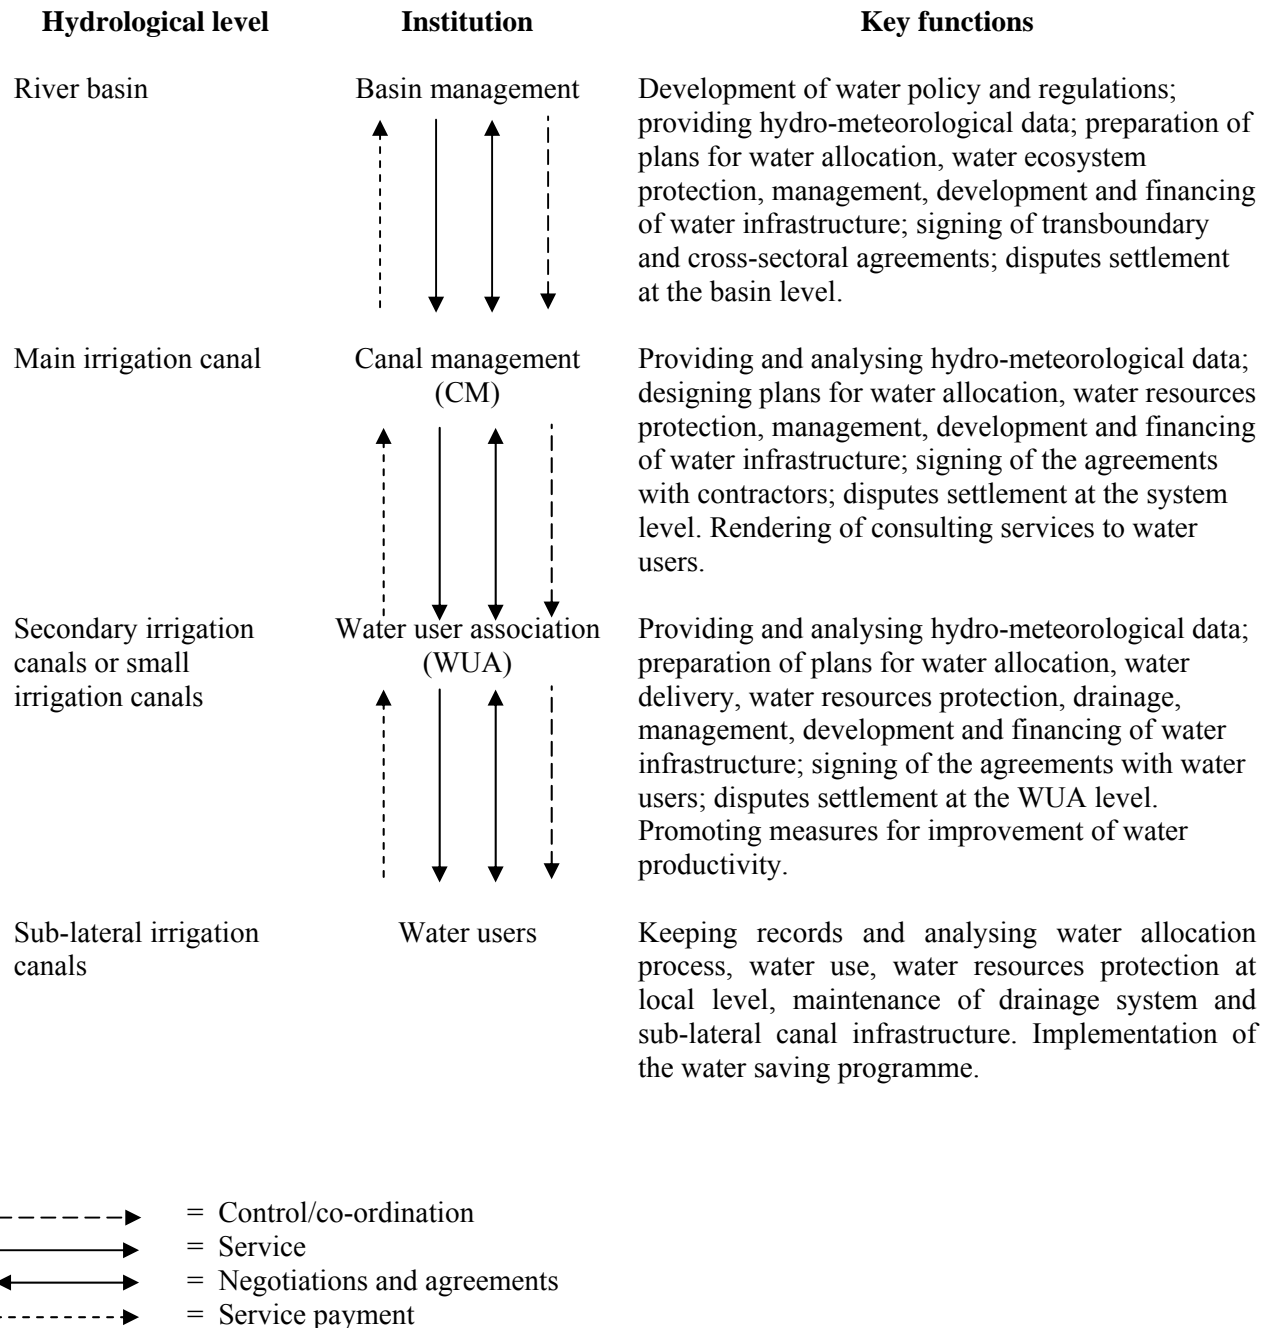 Hydrological level Institution Key functions
River basin Basin management Development of water policy and regulations;
providing hydro-meteorological data; preparation of
plans for water allocation, water ecosystem
protection, management, development and financing
of water infrastructure; signing of transboundary
and cross-sectoral agreements; disputes settlement
at the basin level.
Main irrigation canal Canal management Providing and analysing hydro-meteorological data;
(CM) designing plans for water allocation, water resources
protection, management, development and financing
of water infrastructure; signing of the agreements
with contractors; disputes settlement at the system
level. Rendering of consulting services to water
users.
Secondary irrigation Water user association Providing and analysing hydro-meteorological data;
canals or small (WUA) preparation of plans for water allocation, water
irrigation canals delivery, water resources protection, drainage,
management, development and financing of water
infrastructure; signing of the agreements with water
users; disputes settlement at the WUA level.
Promoting measures for improvement of water
productivity.
Sub-lateral irrigation Water users Keeping records and analysing water allocation
canals process, water use, water resources protection at
local level, maintenance of drainage system and
sub-lateral canal infrastructure. Implementation of
the water saving programme.
= Control/co-ordination
= Service
= Negotiations and agreements
= Service payment